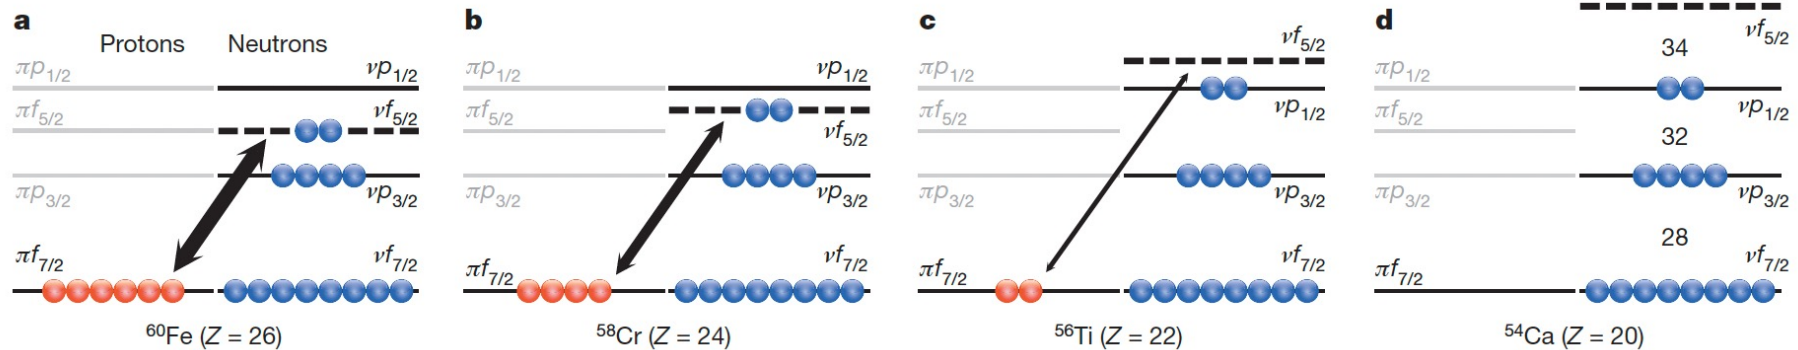 a
Protons Neutrons
πp1/2 νp1/2
πf5/2 νf5/2
πp3/2 νp3/2
πf7/2 νf7/2
60Fe (Z = 26)
b
πp1/2 νp1/2
πf5/2 νf5/2
πp3/2 νp3/2
πf7/2 νf7/2
58Cr (Z = 24)
c
νf5/2
πp1/2 νp1/2
πf5/2
πp3/2 νp3/2
πf7/2 νf7/2
56Ti (Z = 22)
d
νf5/2
34
πp1/2 νp1/2
πf5/2
32
πp3/2 νp3/2
28
πf7/2 νf7/2
54Ca (Z = 20)